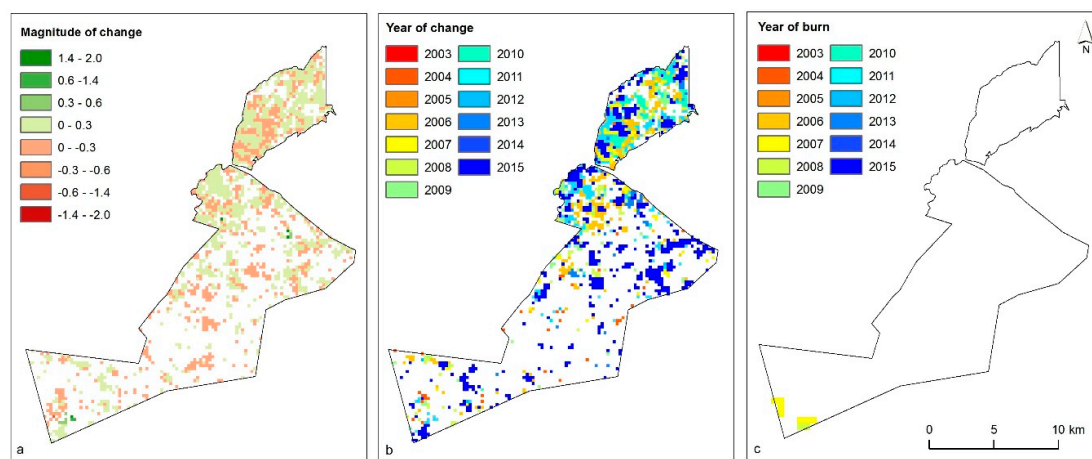 Magnitude of change
1.4 - 2.0
0.6 -1.4
0.3 - 0.6
0 - 0.3
0 - -0.3
-0.3 - -0.6
-0.6 - -1.4
-1.4 - -2.0
a
Year of change
2003 2010
2004 2011
2005 2012
2006 2013
2007 2014
2008 2015
2009
b
Year of burn
2003 2010
2004 2011
2005 2012
2006 2013
2007 2014
2008 2015
2009
N
0 5 10 km
c